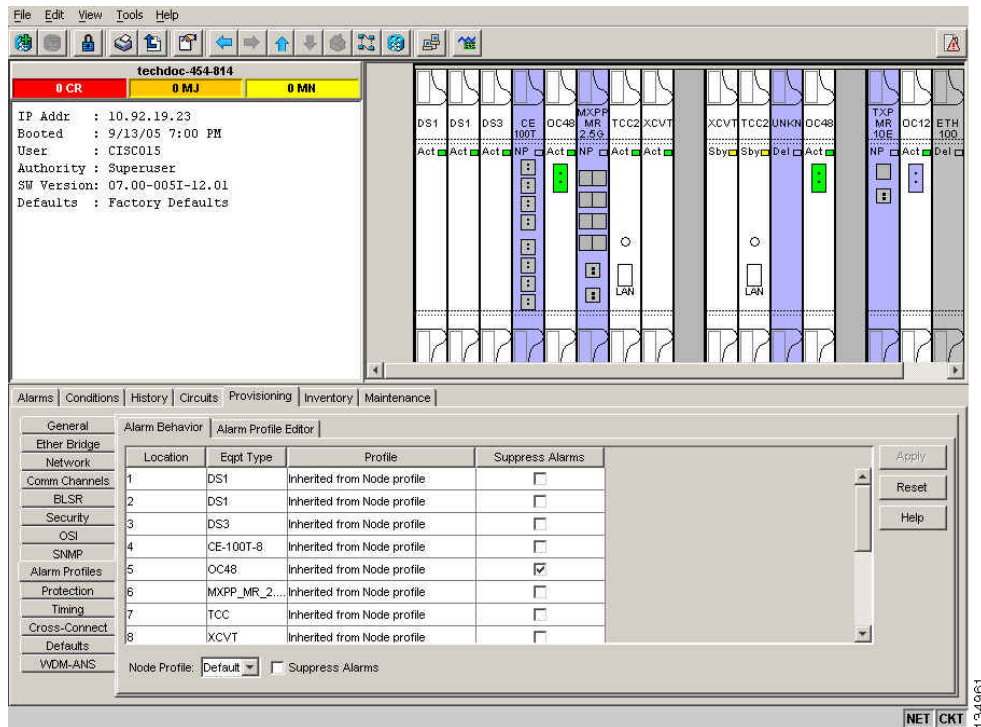 File Edit View Tools Help
techdoc-454-814
0 CR 0 MJ 0 MN
IP Addr : 10.92.19.23
Booted : 9/13/05 7:00 PM
User : CISCO15
Authority : Superuser
SW Version: 07.00-005I-12.01
Defaults : Factory Defaults
DS1 DS1 DS3 CE 100T OC48 MXPP MR 2.5G TCC2 XCVT XCVT TCC2 UNKN OC48 TXP MR 10E OC12 ETH 100
Act Act Act NP Act NP Act Act Sby Sby Del Act NP Act Del
LAN LAN
Alarms Conditions History Circuits Provisioning Inventory Maintenance
General
Ether Bridge
Network
Comm Channels
BLSR
Security
OSI
SNMP
Alarm Profiles
Protection
Timing
Cross-Connect
Defaults
WDM-ANS
Alarm Behavior Alarm Profile Editor
Location Eqpt Type Profile Suppress Alarms
1 DS1 Inherited from Node profile
2 DS1 Inherited from Node profile
3 DS3 Inherited from Node profile
4 CE-100T-8 Inherited from Node profile
5 OC48 Inherited from Node profile
6 MXPP_MR_2.... Inherited from Node profile
7 TCC Inherited from Node profile
8 XCVT Inherited from Node profile
Apply
Reset
Help
Node Profile: Default Suppress Alarms
NET CKT
134961